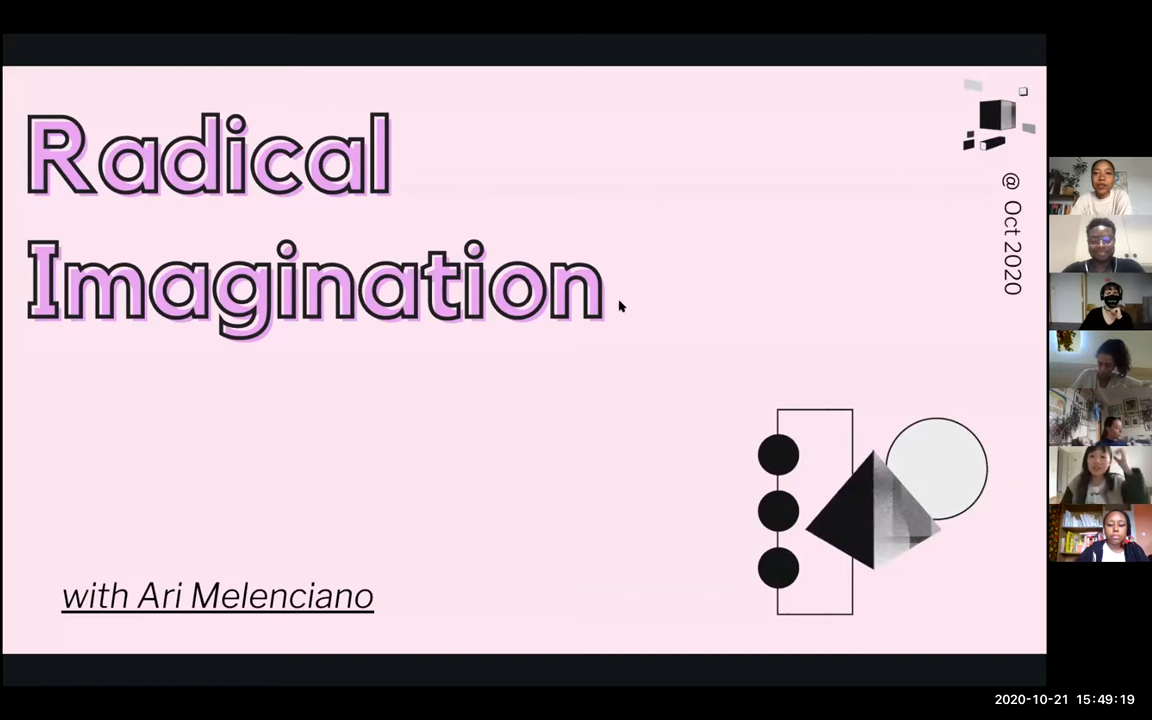 Radical
Imagination
@ Oct 2020
with Ari Melenciano
2020-10-21 15:49:19